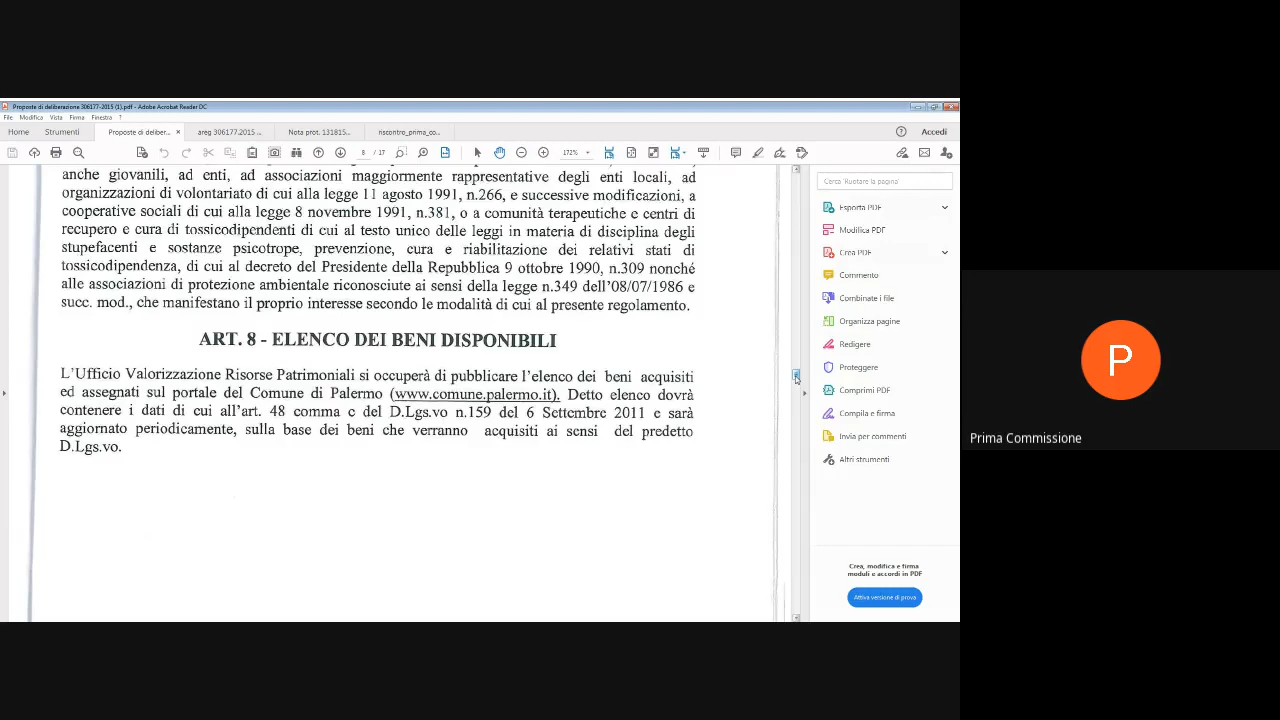 Proposte di deliberazione 306177-2015 (1).pdf - Adobe Acrobat Reader DC
File Modifica Vista Firma Finestra ?
Home Strumenti Proposte di deliber... × areg 306177.2015 ... Nota prot. 131815... riscontro_prima_co... Accedi
8 / 17 172%
anche giovanili, ad enti, ad associazioni maggiormente rappresentative degli enti locali, ad
organizzazioni di volontariato di cui alla legge 11 agosto 1991, n.266, e successive modificazioni, a
cooperative sociali di cui alla legge 8 novembre 1991, n.381, o a comunità terapeutiche e centri di
recupero e cura di tossicodipendenti di cui al testo unico delle leggi in materia di disciplina degli
stupefacenti e sostanze psicotrope, prevenzione, cura e riabilitazione dei relativi stati di
tossicodipendenza, di cui al decreto del Presidente della Repubblica 9 ottobre 1990, n.309 nonché
alle associazioni di protezione ambientale riconosciute ai sensi della legge n.349 dell'08/07/1986 e
succ. mod., che manifestano il proprio interesse secondo le modalità di cui al presente regolamento.
ART. 8 - ELENCO DEI BENI DISPONIBILI
L'Ufficio Valorizzazione Risorse Patrimoniali si occuperà di pubblicare l'elenco dei beni acquisiti
ed assegnati sul portale del Comune di Palermo (www.comune.palermo.it). Detto elenco dovrà
contenere i dati di cui all'art. 48 comma c del D.Lgs.vo n.159 del 6 Settembre 2011 e sarà
aggiornato periodicamente, sulla base dei beni che verranno acquisiti ai sensi del predetto
D.Lgs.vo.
Cerca 'Ruotare la pagina'
Esporta PDF
Modifica PDF
Crea PDF
Commento
Combinate i file
Organizza pagine
Redigere
Proteggere
Comprimi PDF
Compila e firma
Invia per commenti
Altri strumenti
Crea, modifica e firma
moduli e accordi in PDF
Attiva versione di prova
P
Prima Commissione